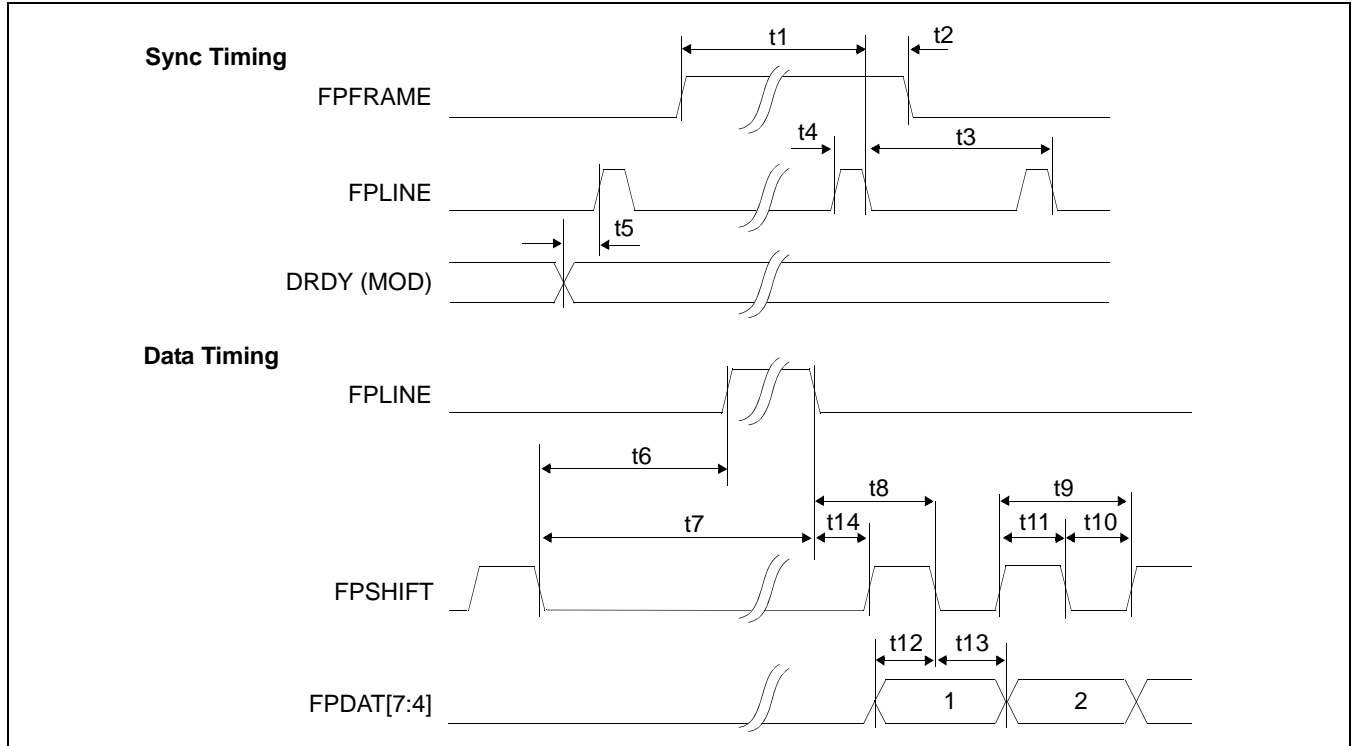 Sync Timing
t1
t2
FPFRAME
t4
t3
FPLINE
t5
DRDY (MOD)
Data Timing
FPLINE
t6
t8
t9
t7
t14
t11
t10
FPSHIFT
t12
t13
FPDAT[7:4]
1
2